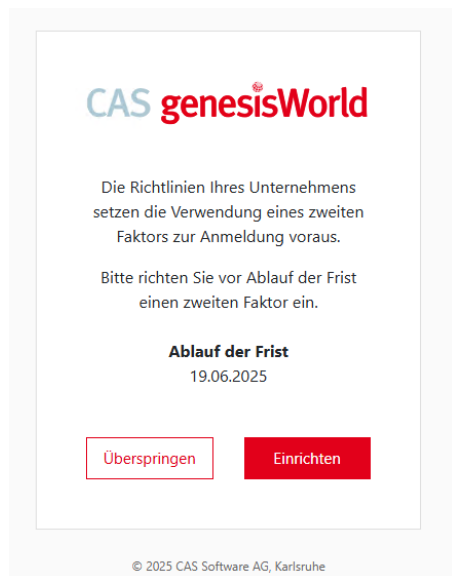 CAS genesisWorld
Die Richtlinien Ihres Unternehmens
setzen die Verwendung eines zweiten
Faktors zur Anmeldung voraus.
Bitte richten Sie vor Ablauf der Frist
einen zweiten Faktor ein.
Ablauf der Frist
19.06.2025
Überspringen Einrichten
© 2025 CAS Software AG, Karlsruhe